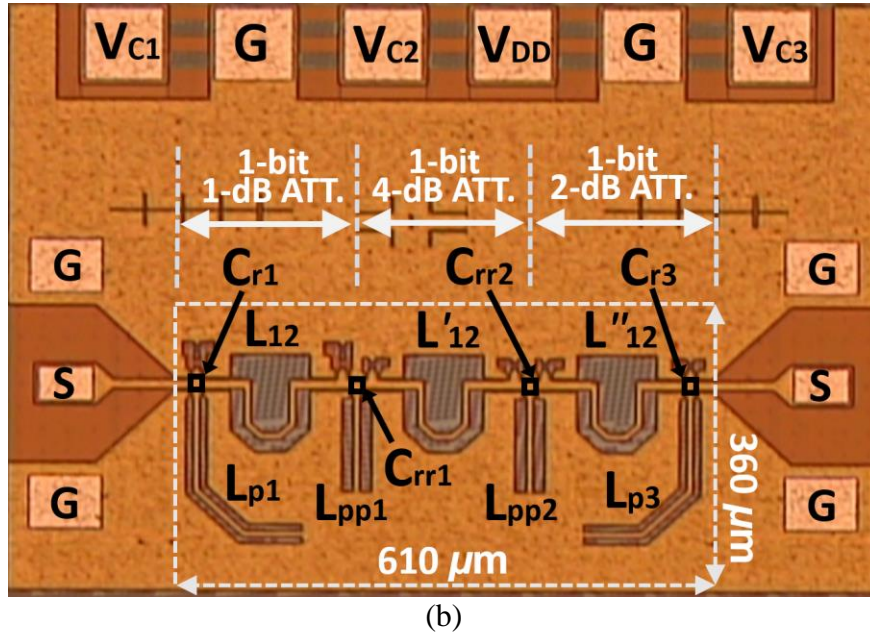 VC1 G VC2 VDD G VC3
1-bit 1-bit 1-bit
1-dB ATT. 4-dB ATT. 2-dB ATT.
G Cr1 Crr2 Cr3 G
L12 L′12 L″12
S S
Lp1 Lpp1 Crr1 Lpp2 Lp3
G G
360 µm
610 µm
(b)